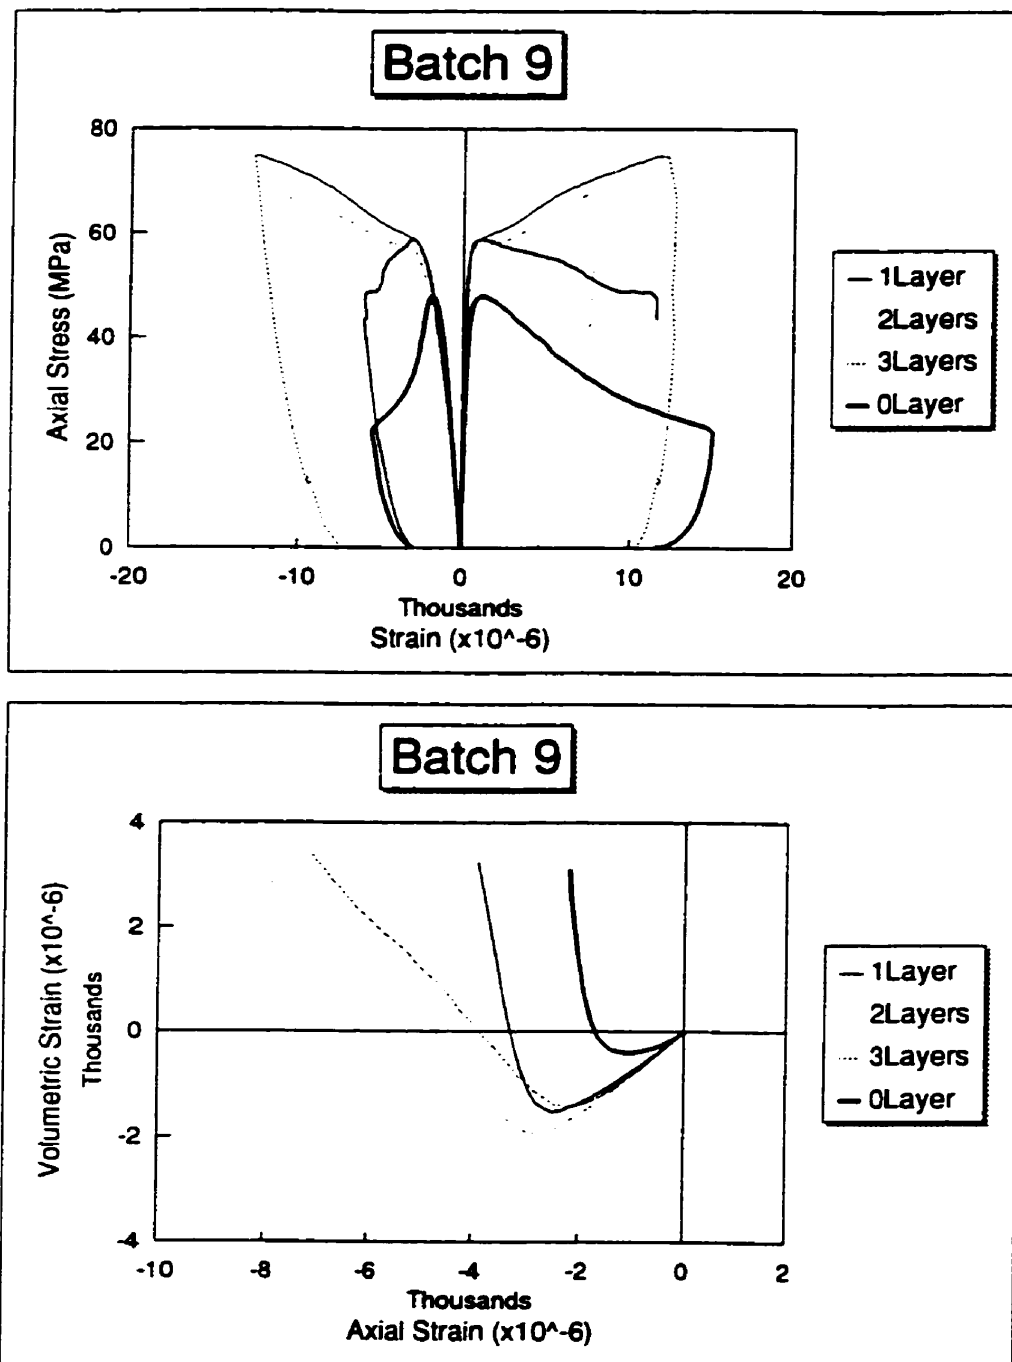 Batch 9
80
60
40
20
0
Axial Stress (MPa)
-20 -10 0 10 20
Thousands
Strain (x10^-6)
1Layer
2Layers
3Layers
0Layer
Batch 9
4
2
0
-2
-4
Volumetric Strain (x10^-6)
Thousands
-10 -8 -6 -4 -2 0 2
Thousands
Axial Strain (x10^-6)
1Layer
2Layers
3Layers
0Layer